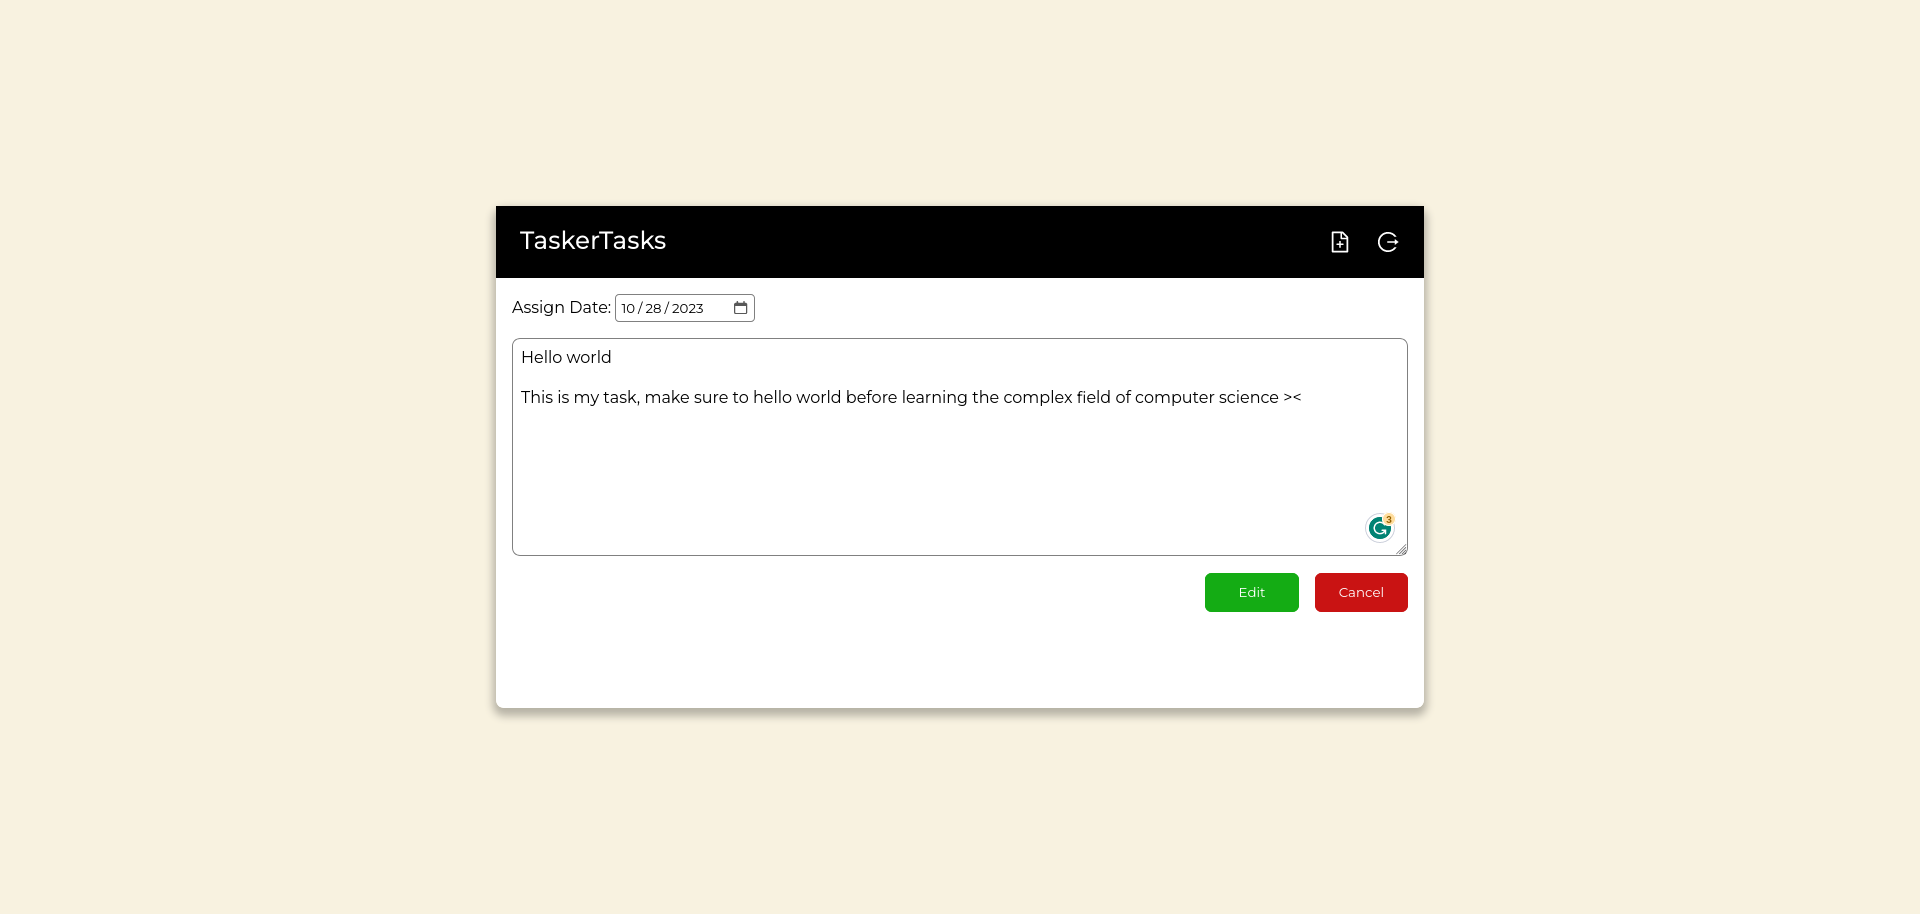 TaskerTasks
Assign Date: 10/28/2023
Hello world
This is my task, make sure to hello world before learning the complex field of computer science ><
3
Edit
Cancel